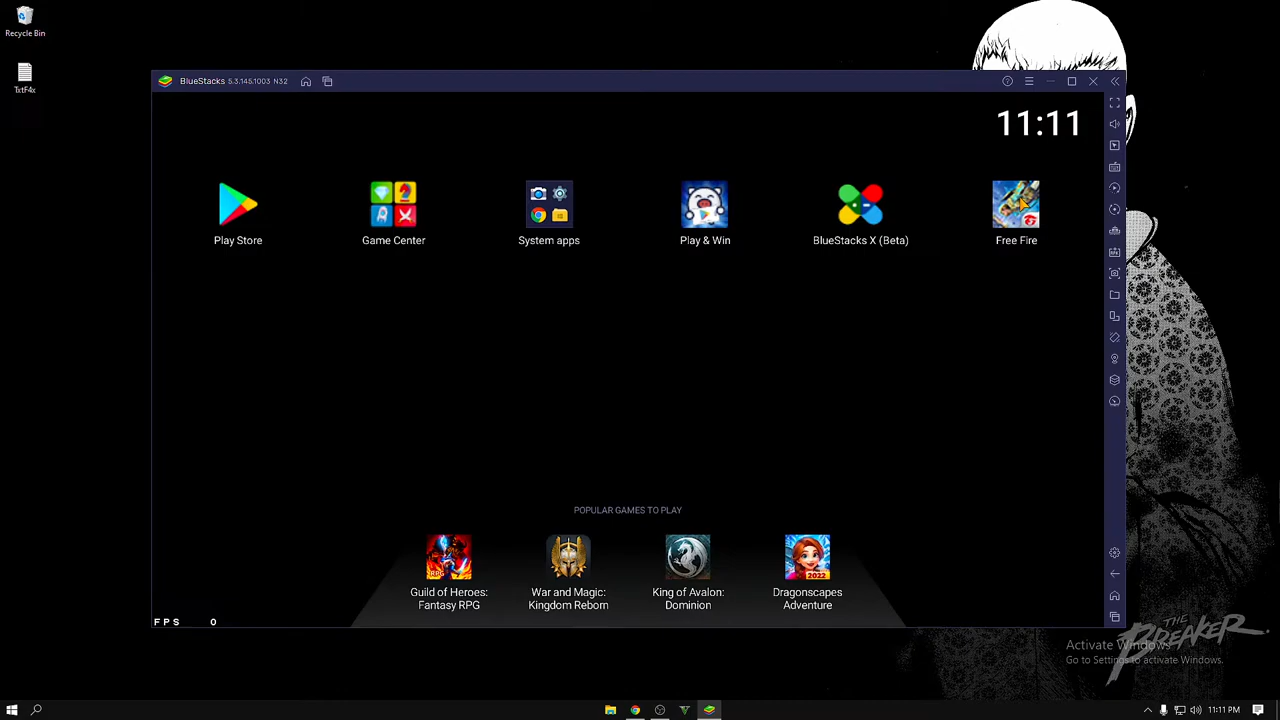 Recycle Bin
TxtF4x
BlueStacks 5.3.145.1003 N32
11:11
Play Store
Game Center
System apps
Play & Win
BlueStacks X (Beta)
Free Fire
POPULAR GAMES TO PLAY
RPG
2022
Guild of Heroes:
Fantasy RPG
War and Magic:
Kingdom Reborn
King of Avalon:
Dominion
Dragonscapes
Adventure
FPS 0
THE
BREAKER
Activate Windows
Go to Settings to activate Windows.
11:11 PM